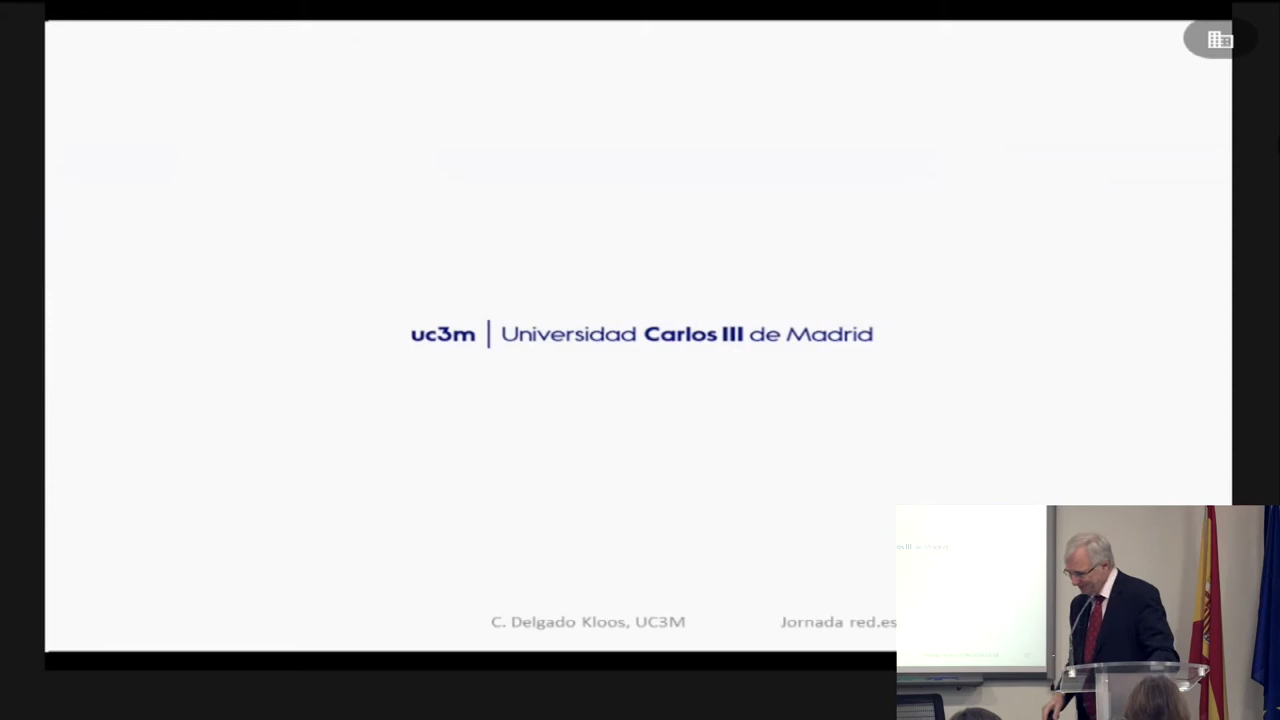 uc3m | Universidad Carlos III de Madrid
C. Delgado Kloos, UC3M Jornada red.es